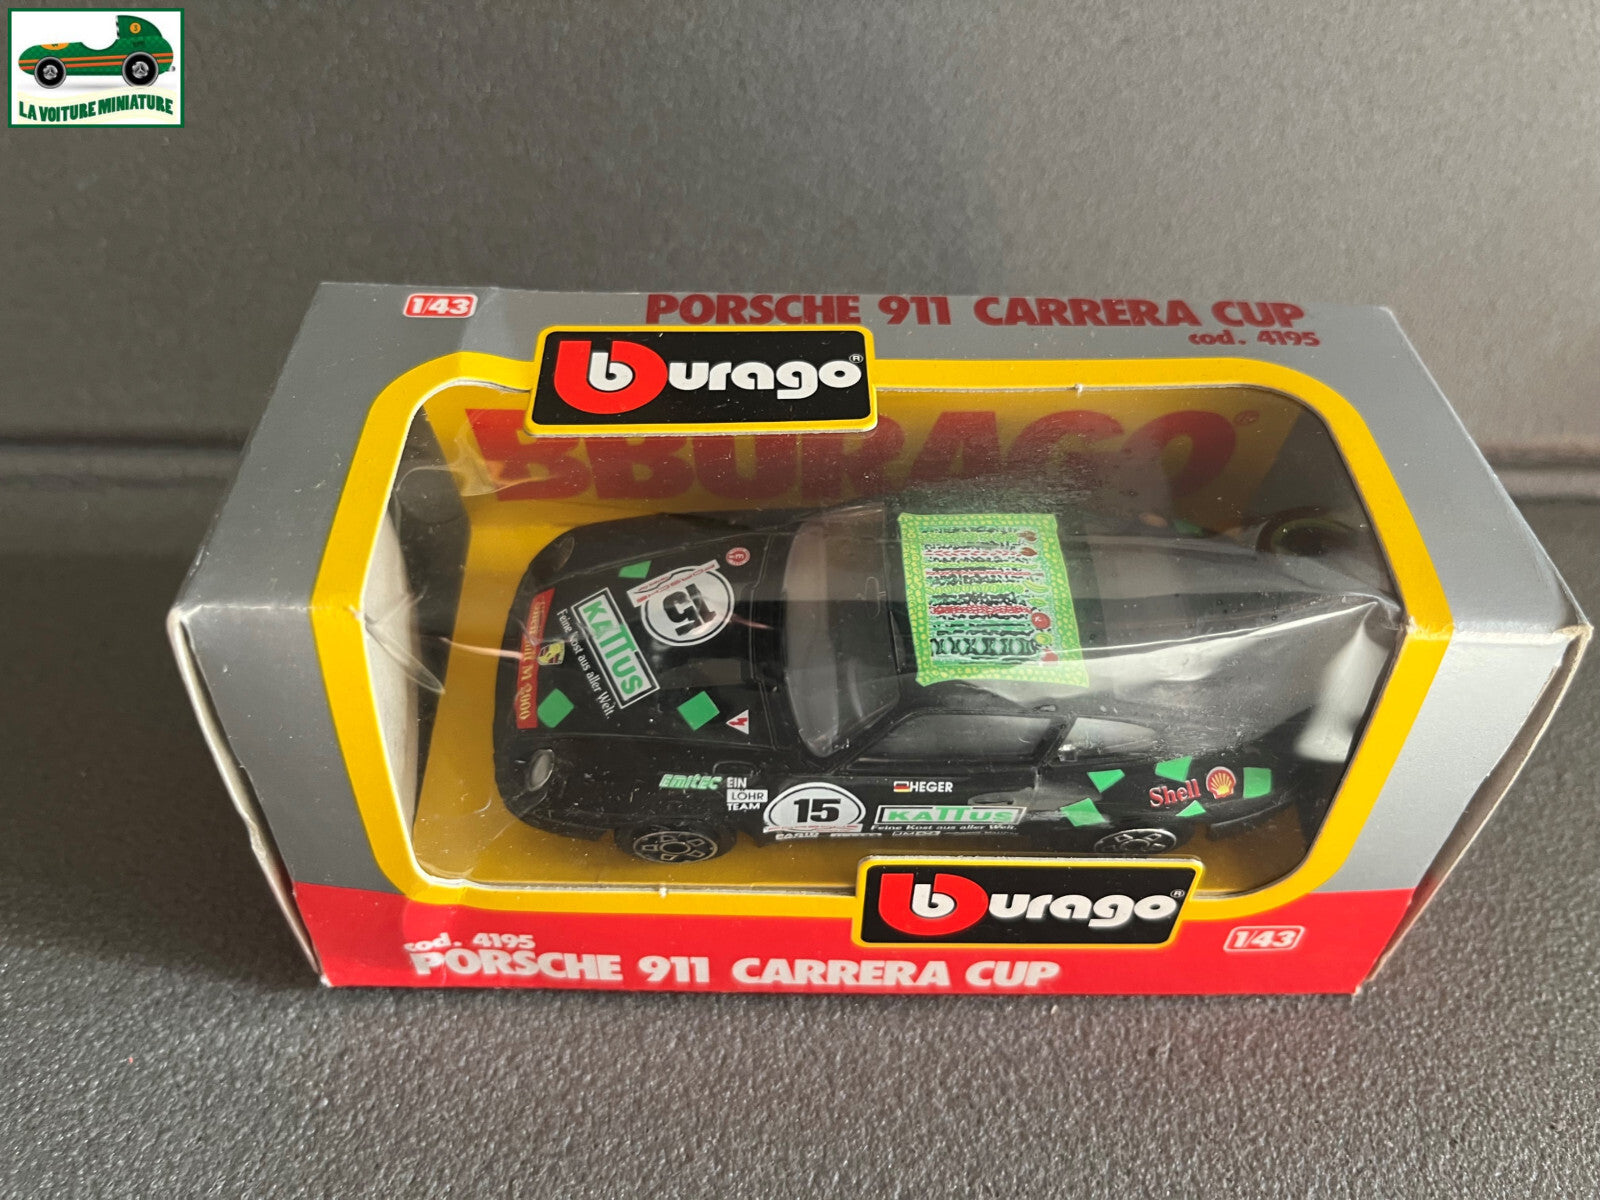 LA VOITURE MINIATURE
1/43
PORSCHE 911 CARRERA CUP
cod. 4195
burago®
BURAGO®
15
KATTUS
Feine Kost aus aller Welt.
EMITEC
EIN
LÖHR
TEAM
15
HEGER
KATTUS
Feine Kost aus aller Welt.
Shell
burago®
1/43
cod. 4195
PORSCHE 911 CARRERA CUP